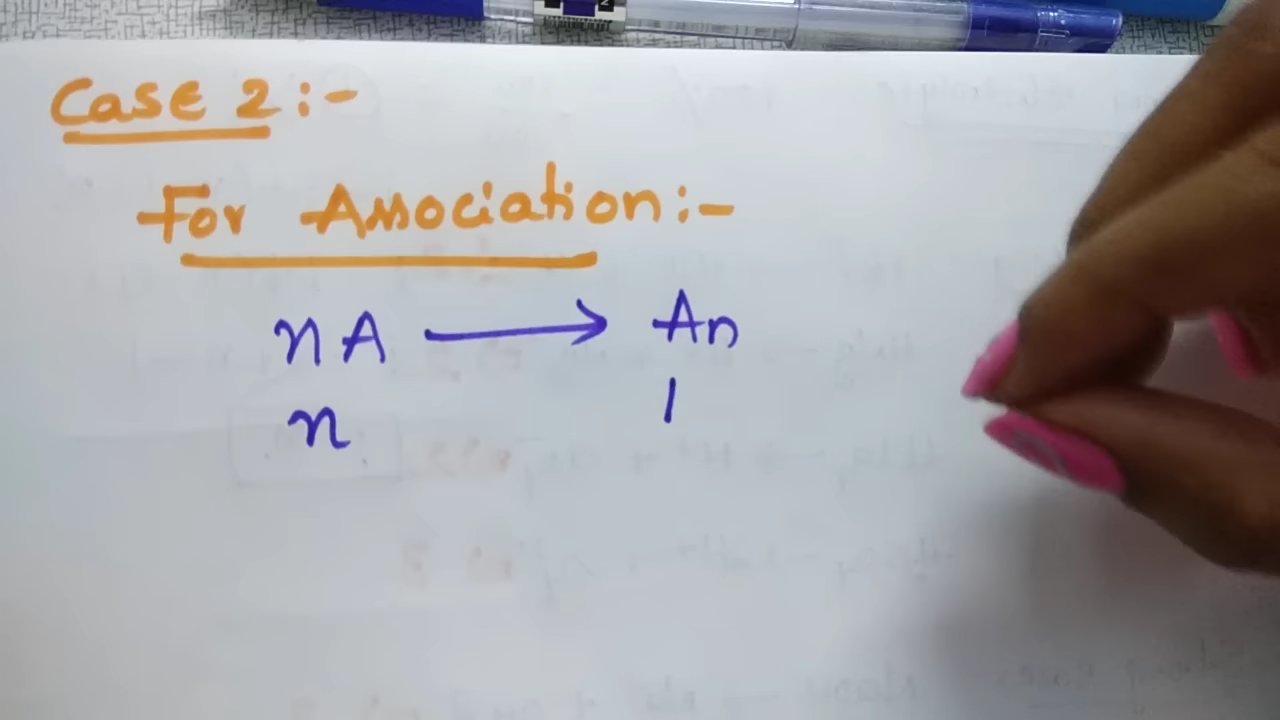 Case 2:-
For Association:-
nA → An
n 1